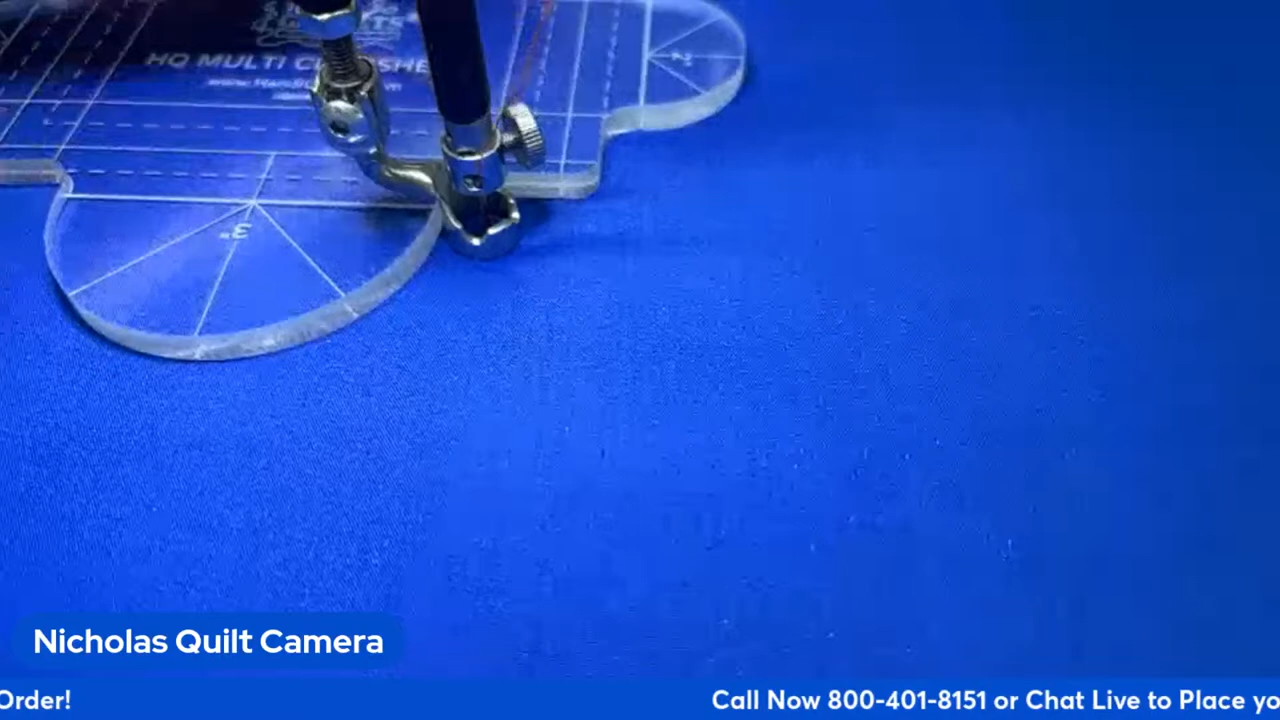 HQ MULTI
3"
2"
Nicholas Quilt Camera
Order!
Call Now 800-401-8151 or Chat Live to Place yo